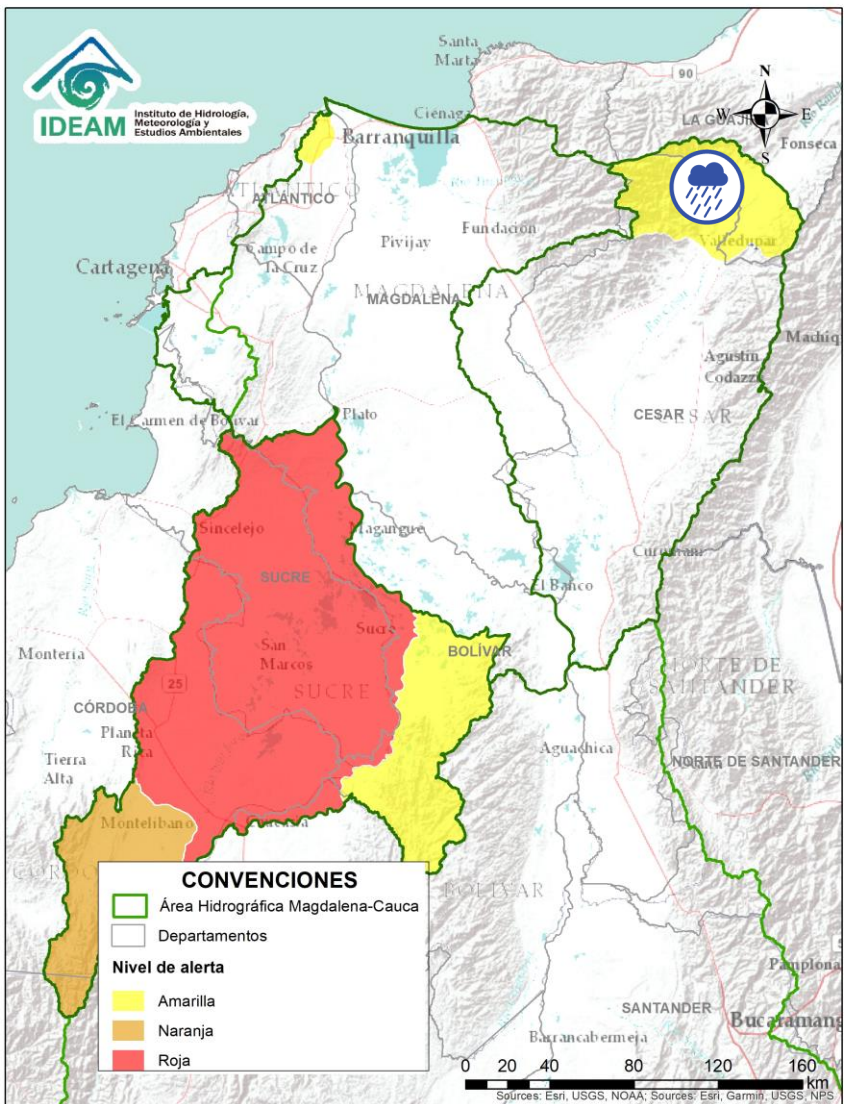 IDEAM
Instituto de Hidrología,
Meteorología y
Estudios Ambientales
Santa
Marta
90
N
W
E
S
Ciénaga
LA GUAJIRA
Fonseca
Barranquilla
ATLÁNTICO
Campo de
la Cruz
Pivijay
Fundación
Valledupar
Cartagena
MAGDALENA
MAGDALENA
Agustín
Codazzi
El Carmen de Bolívar
Plato
CESAR
CESAR
Sincelejo
Magangué
Curumaní
SUCRE
El Banco
Sucre
San
Marcos
BOLÍVAR
Montería
25
SUCRE
NORTE DE
SANTANDER
CÓRDOBA
Planeta
Rica
Aguachica
Tierra
Alta
NORTE DE SANTANDER
Montelíbano
Caucasia
BOLÍVAR
CONVENCIONES
Área Hidrográfica Magdalena-Cauca
Departamentos
Nivel de alerta
Amarilla
Naranja
Roja
Pamplona
SANTANDER
Bucaramang
Barrancabermeja
0 20 40 80 120 160
km
Sources: Esri, USGS, NOAA; Sources: Esri, Garmin, USGS, NPS